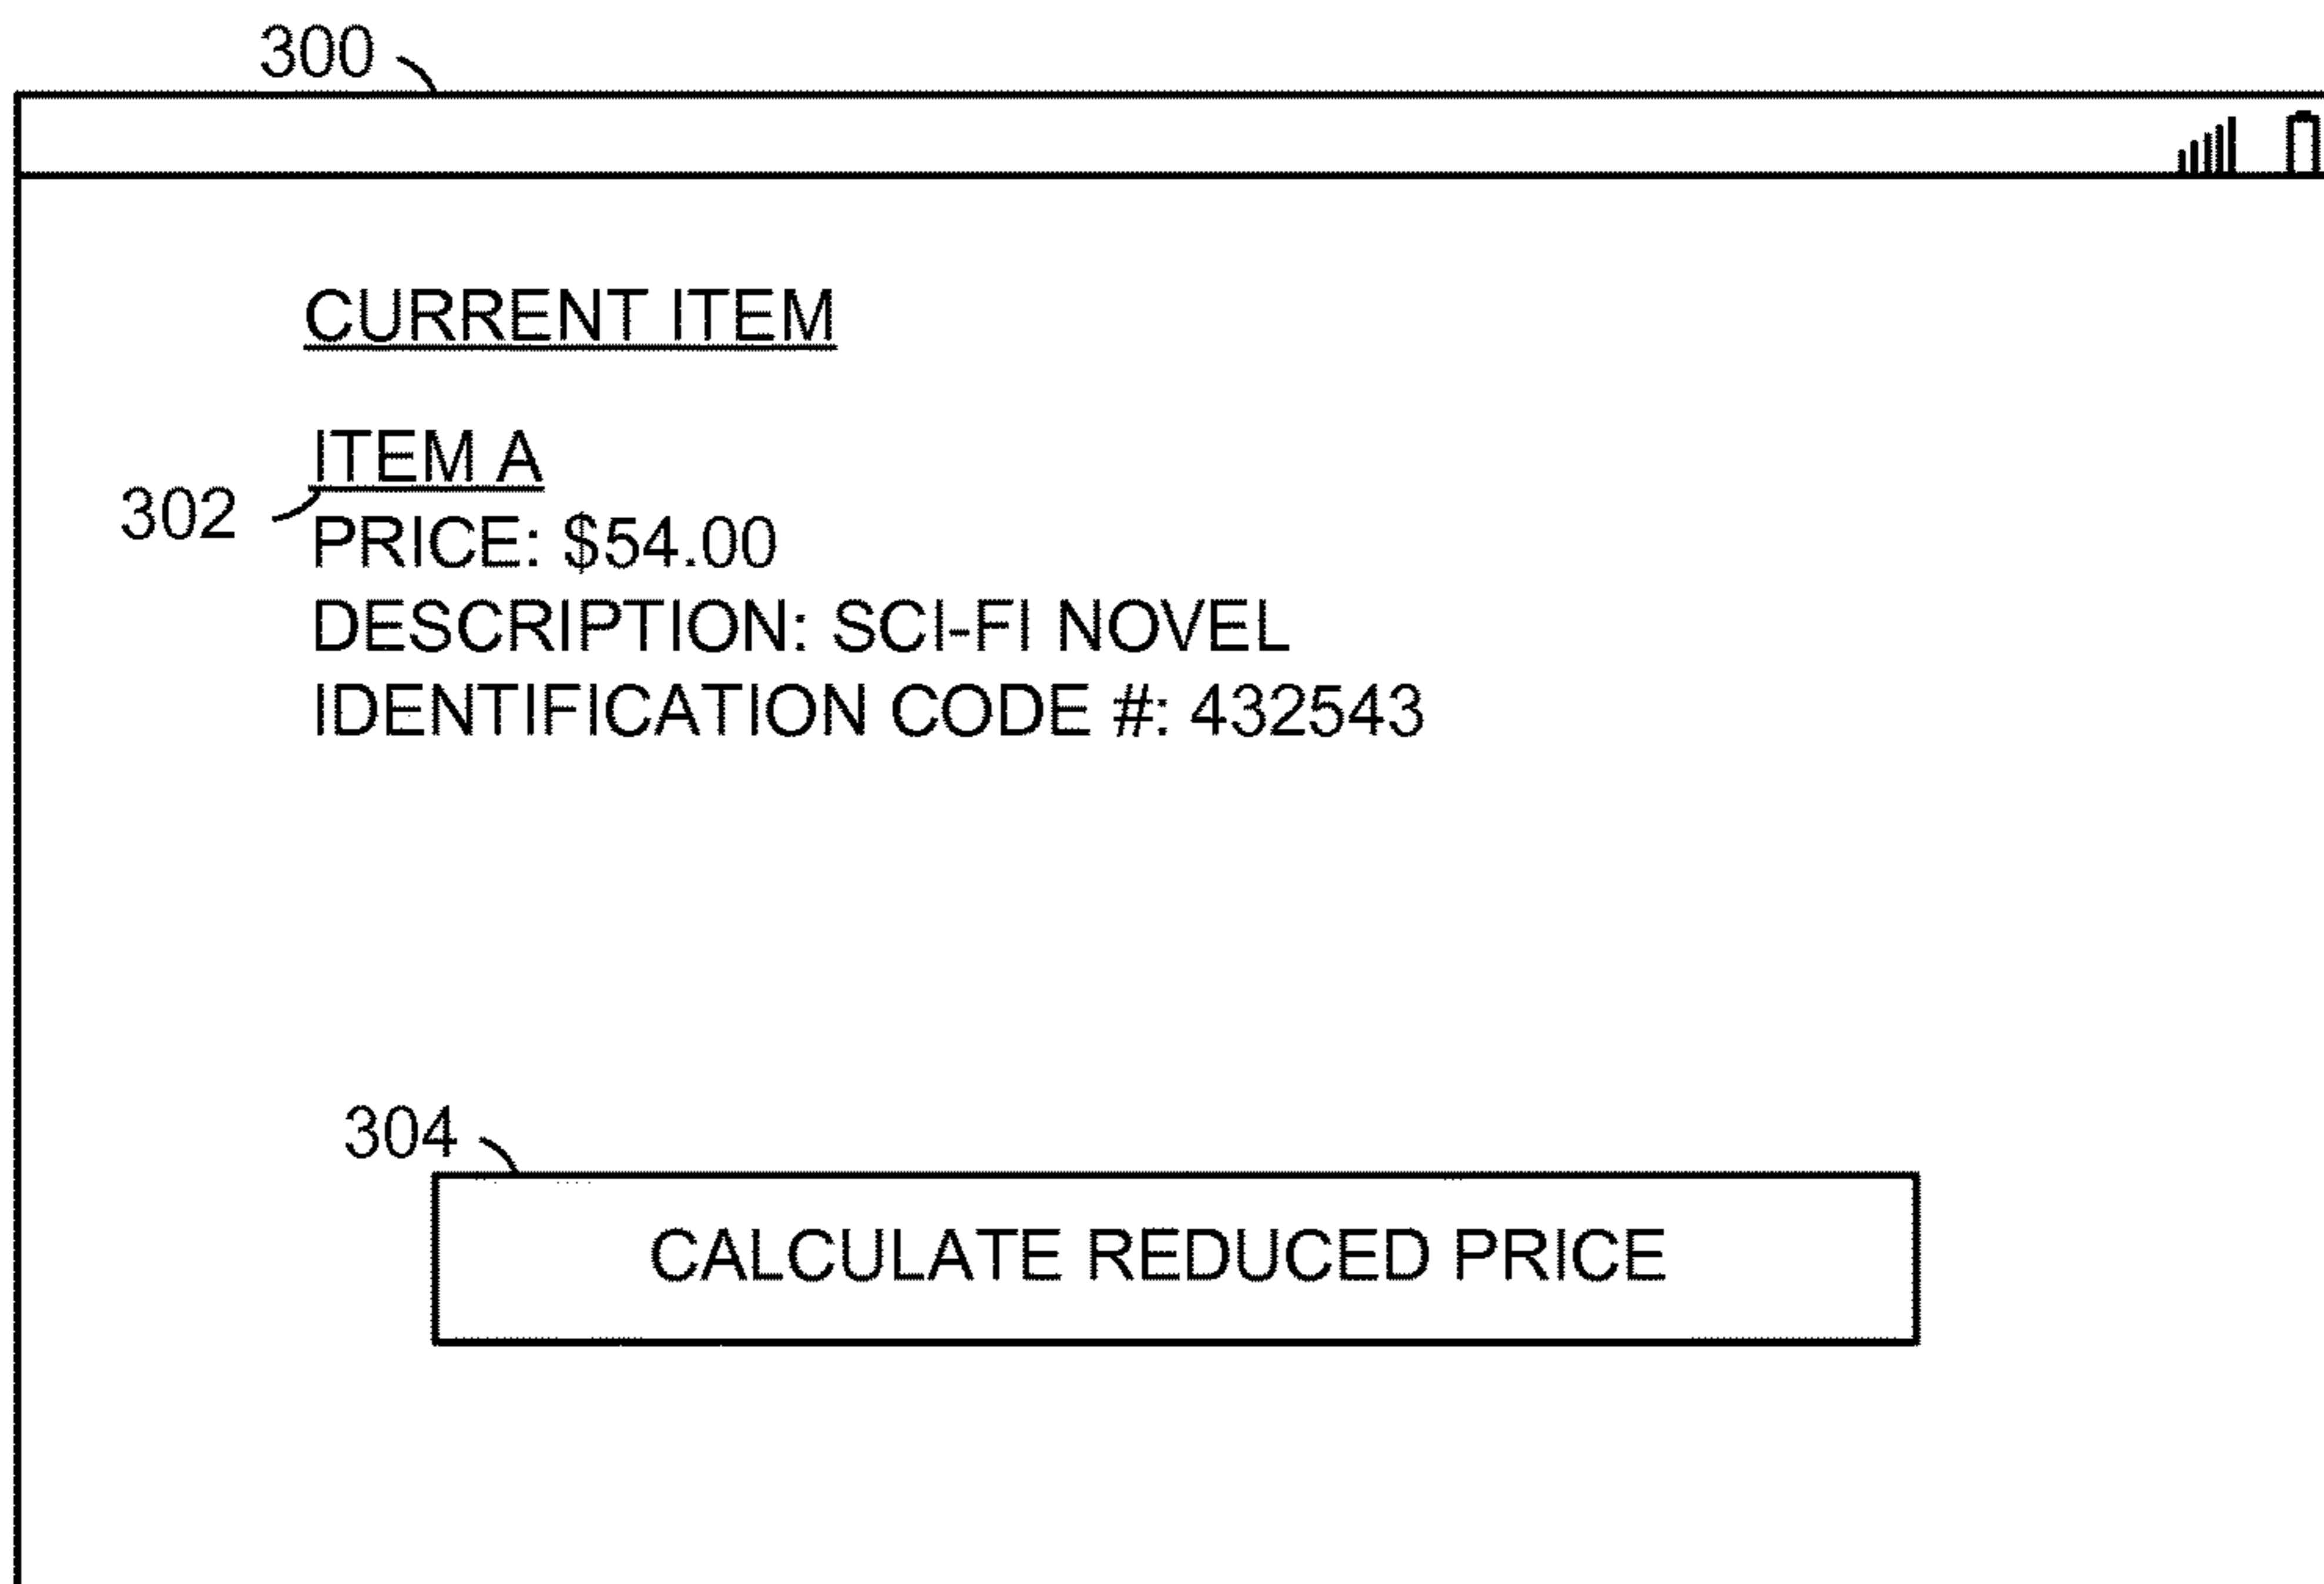 300
CURRENT ITEM
ITEM A
302
PRICE: $54.00
DESCRIPTION: SCI-FI NOVEL
IDENTIFICATION CODE #: 432543
304
CALCULATE REDUCED PRICE